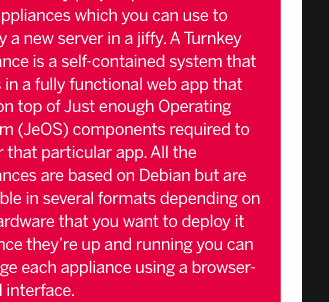 ppliances which you can use to
y a new server in a jiffy. A Turnkey
ance is a self-contained system that
in a fully functional web app that
on top of Just enough Operating
m (JeOS) components required to
r that particular app. All the
ances are based on Debian but are
ble in several formats depending on
ardware that you want to deploy it
nce they're up and running you can
ge each appliance using a browser-
d interface.